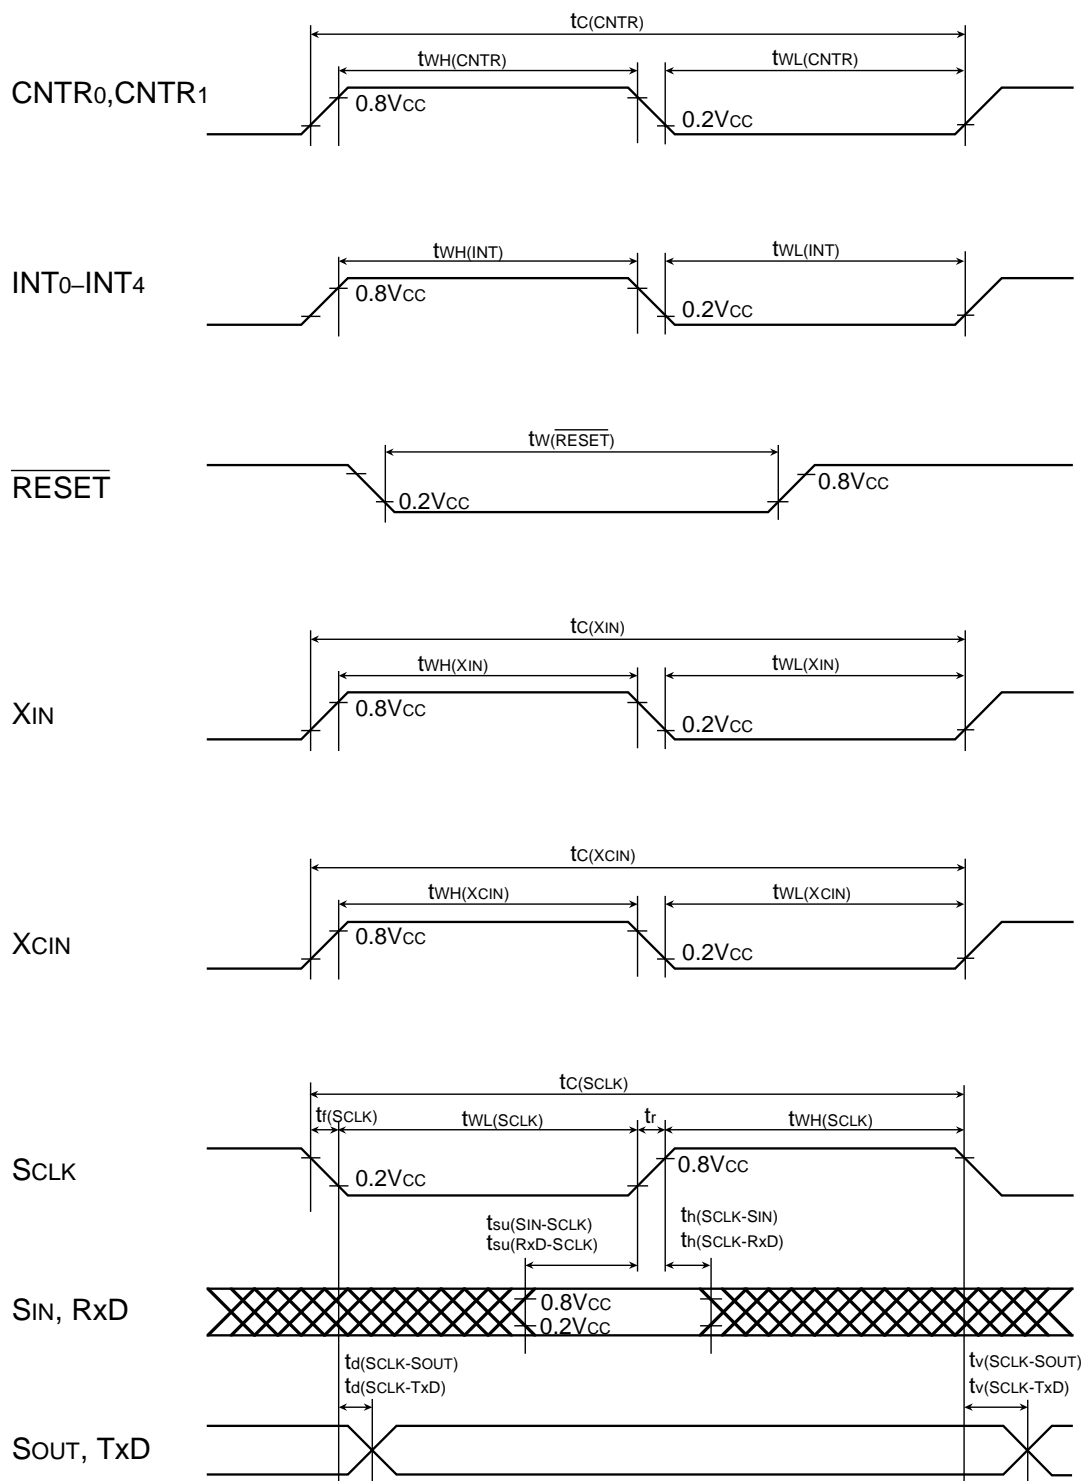 tC(CNTR)
tWH(CNTR) tWL(CNTR)
CNTR0,CNTR1
0.8VCC
0.2VCC
tWH(INT) tWL(INT)
INT0–INT4
0.8VCC
0.2VCC
tW(RESET)
RESET
0.8VCC
0.2VCC
tC(XIN)
tWH(XIN) tWL(XIN)
XIN
0.8VCC
0.2VCC
tC(XCIN)
tWH(XCIN) tWL(XCIN)
XCIN
0.8VCC
0.2VCC
tC(SCLK)
tf(SCLK) tWL(SCLK) tr tWH(SCLK)
SCLK
0.2VCC
0.8VCC
tsu(SIN-SCLK) th(SCLK-SIN)
tsu(RxD-SCLK) th(SCLK-RxD)
SIN, RxD
0.8VCC
0.2VCC
td(SCLK-SOUT) tv(SCLK-SOUT)
td(SCLK-TxD) tv(SCLK-TxD)
SOUT, TxD